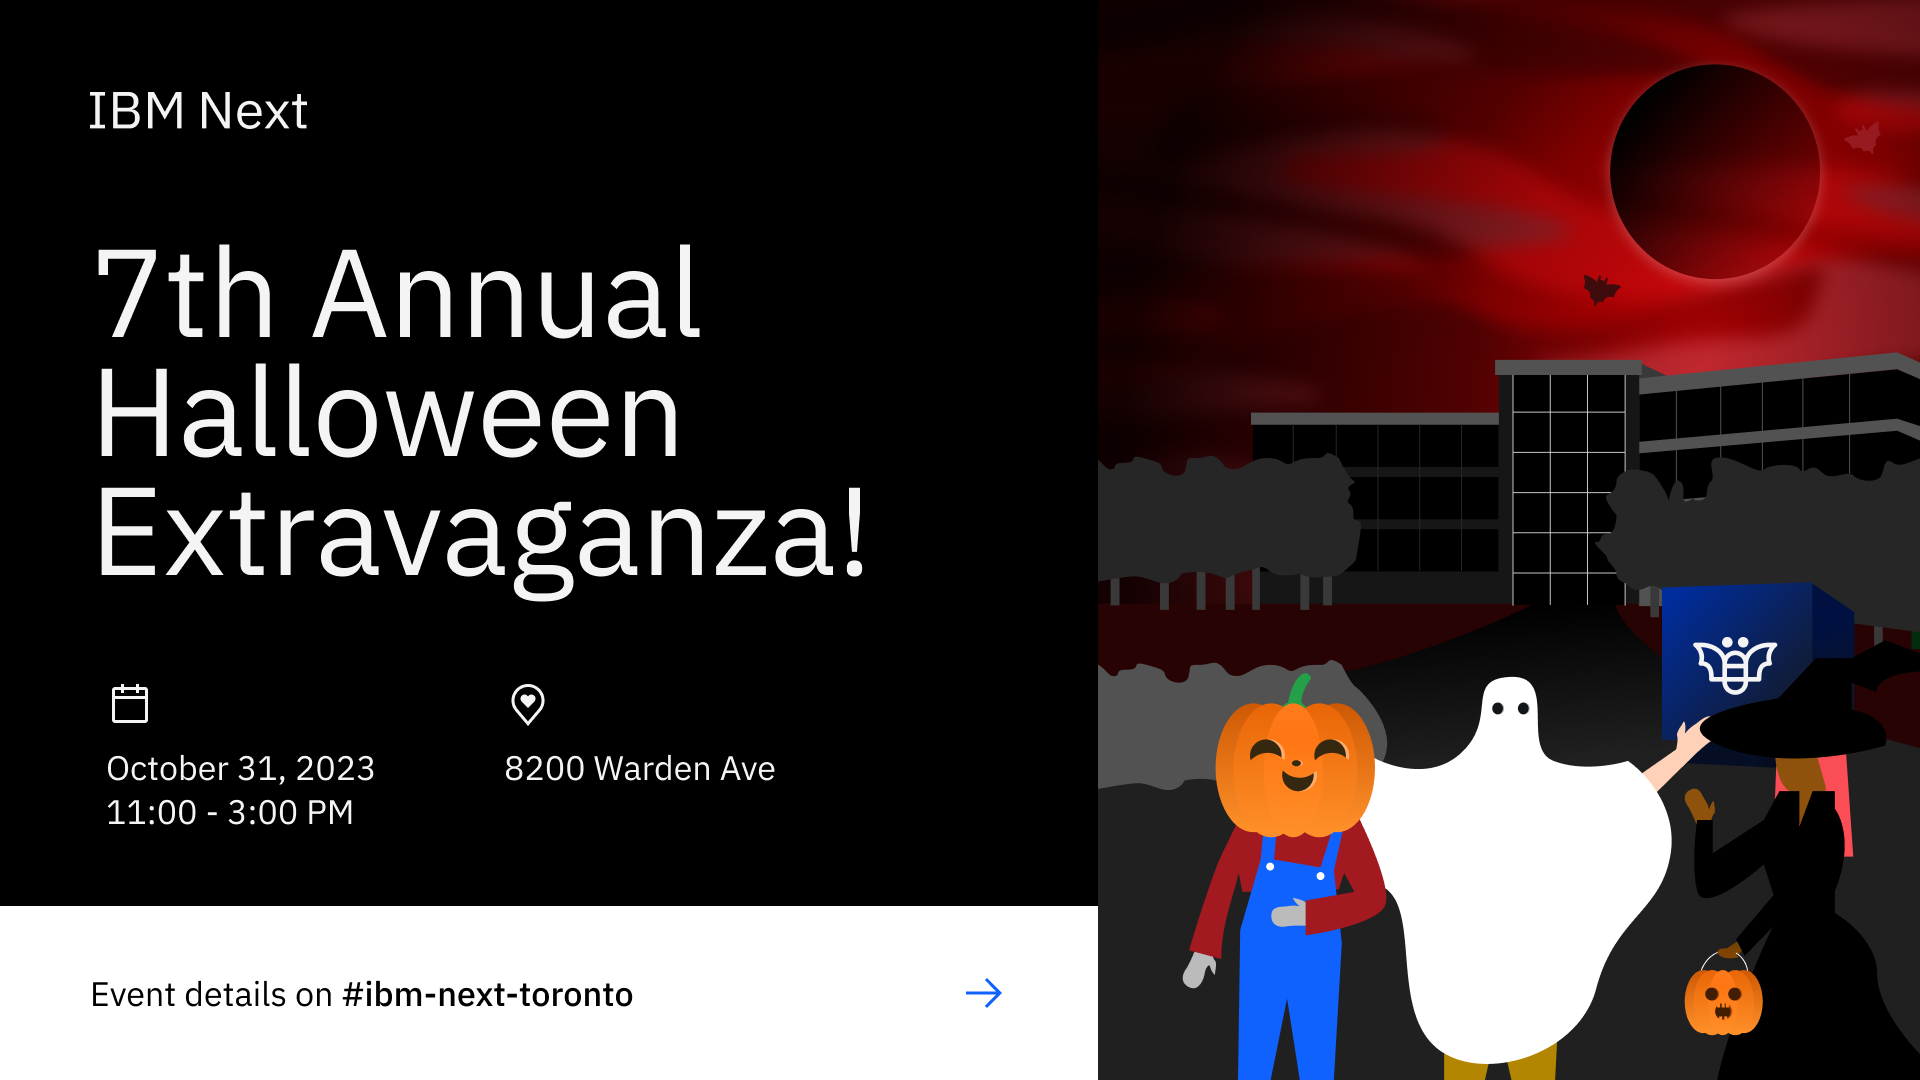 IBM Next
7th Annual
Halloween
Extravaganza!
October 31, 2023
11:00 - 3:00 PM
8200 Warden Ave
Event details on #ibm-next-toronto